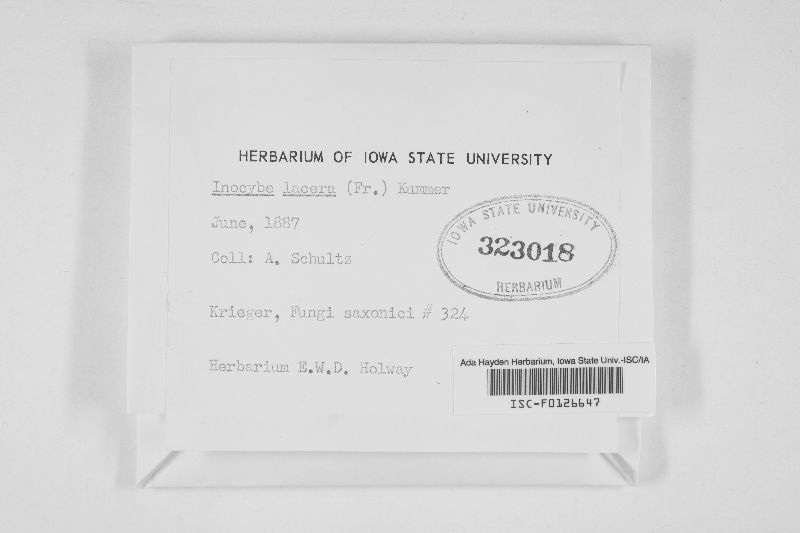 HERBARIUM OF IOWA STATE UNIVERSITY
Inocybe lacera (Fr.) Kummer
June, 1887
Coll: A. Schultz
IOWA STATE UNIVERSITY
323018
HERBARIUM
Krieger, Fungi saxonici # 324
Herbarium E.W.D. Holway
Ada Hayden Herbarium, Iowa State Univ.-ISC/IA
ISC-F0126647